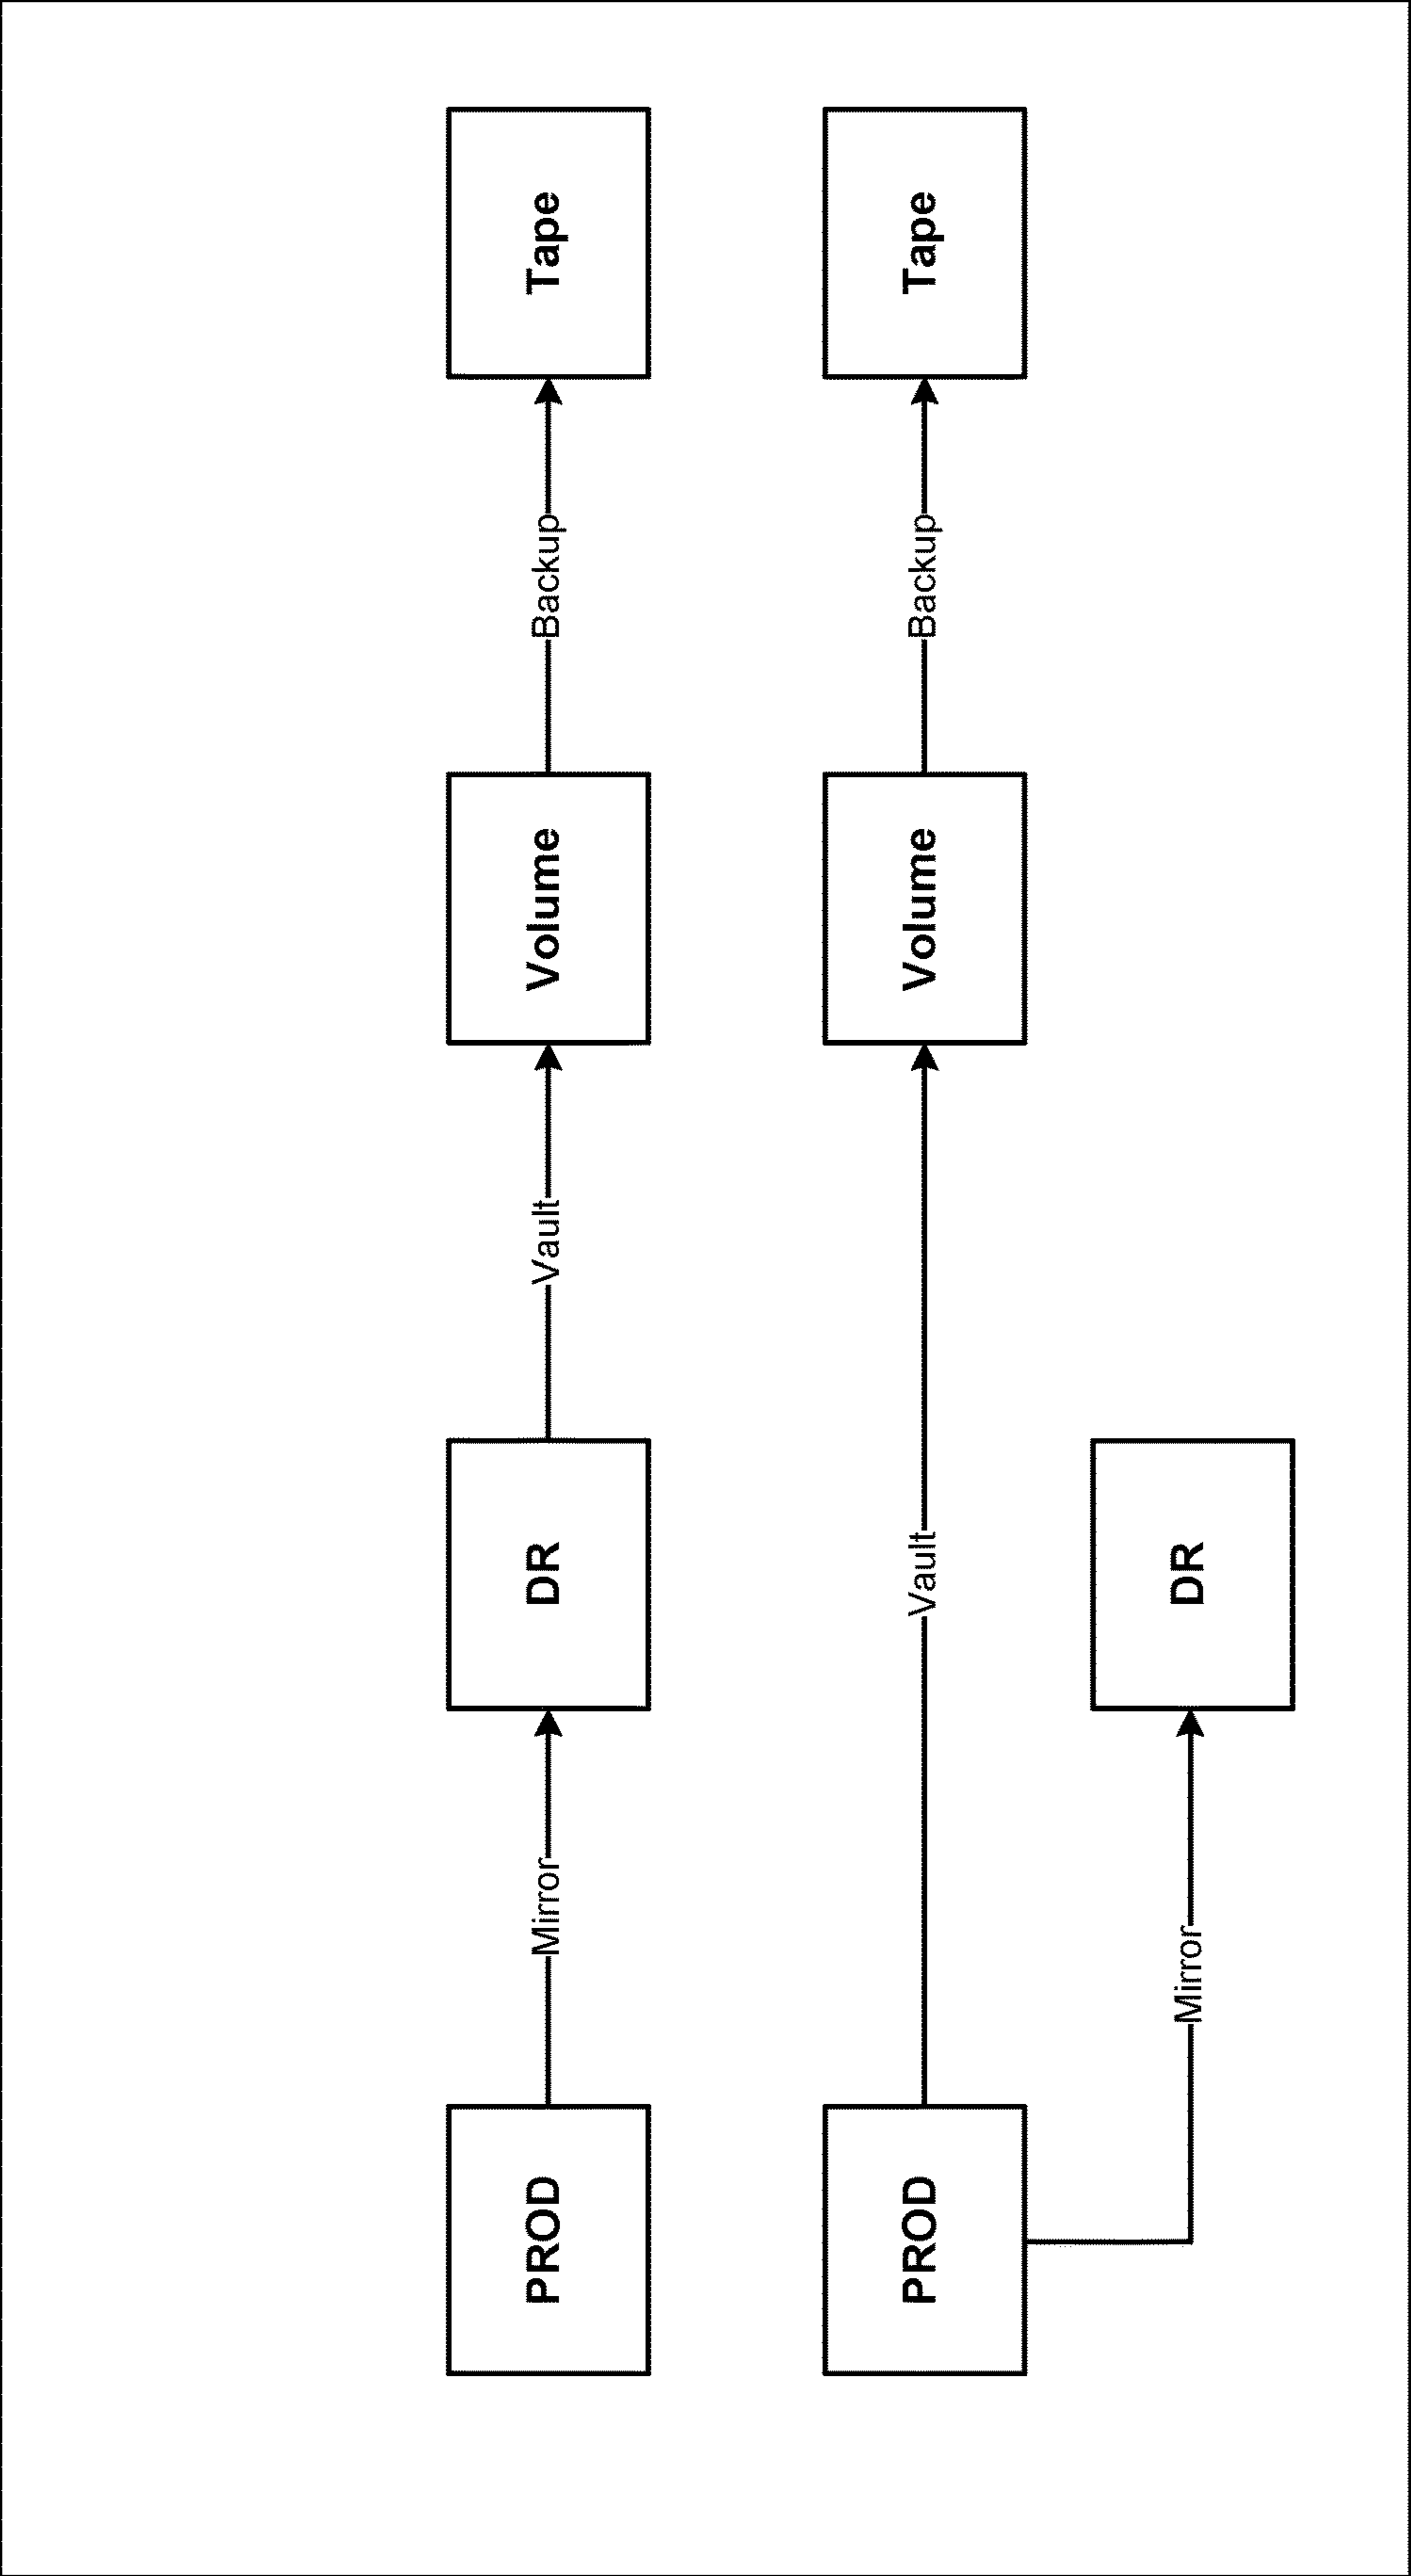 PROD
Mirror
DR
Vault
Volume
Backup
Tape
PROD
Vault
Volume
Backup
Tape
Mirror
DR